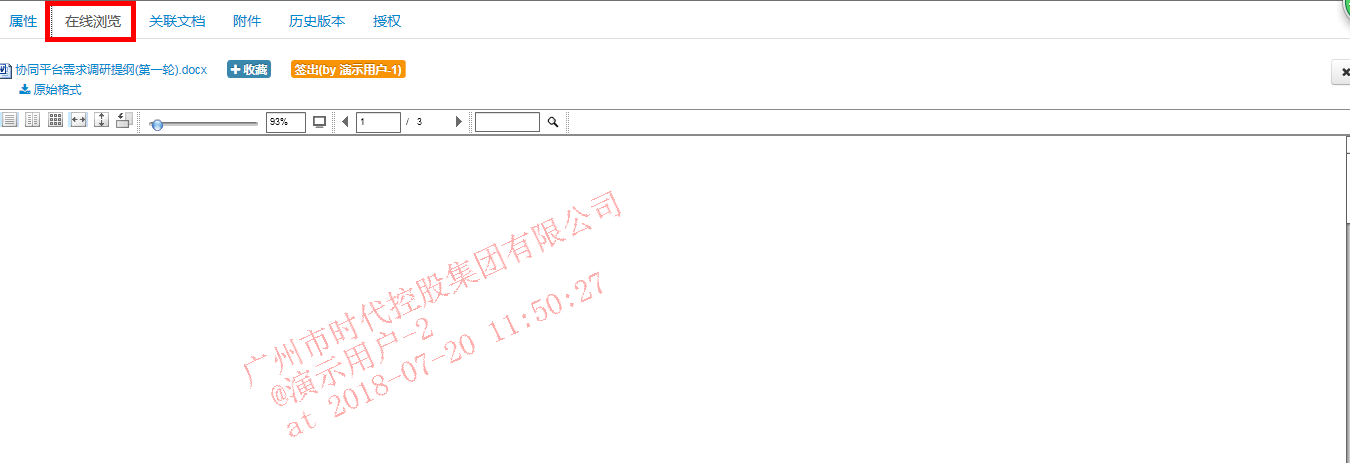 属性 在线浏览 关联文档 附件 历史版本 授权
协同平台需求调研提纲(第一轮).docx 收藏 签出(by 演示用户-1)
原始格式
93% 1 / 3
广州市时代控股集团有限公司
@演示用户-2
at 2018-07-20 11:50:27